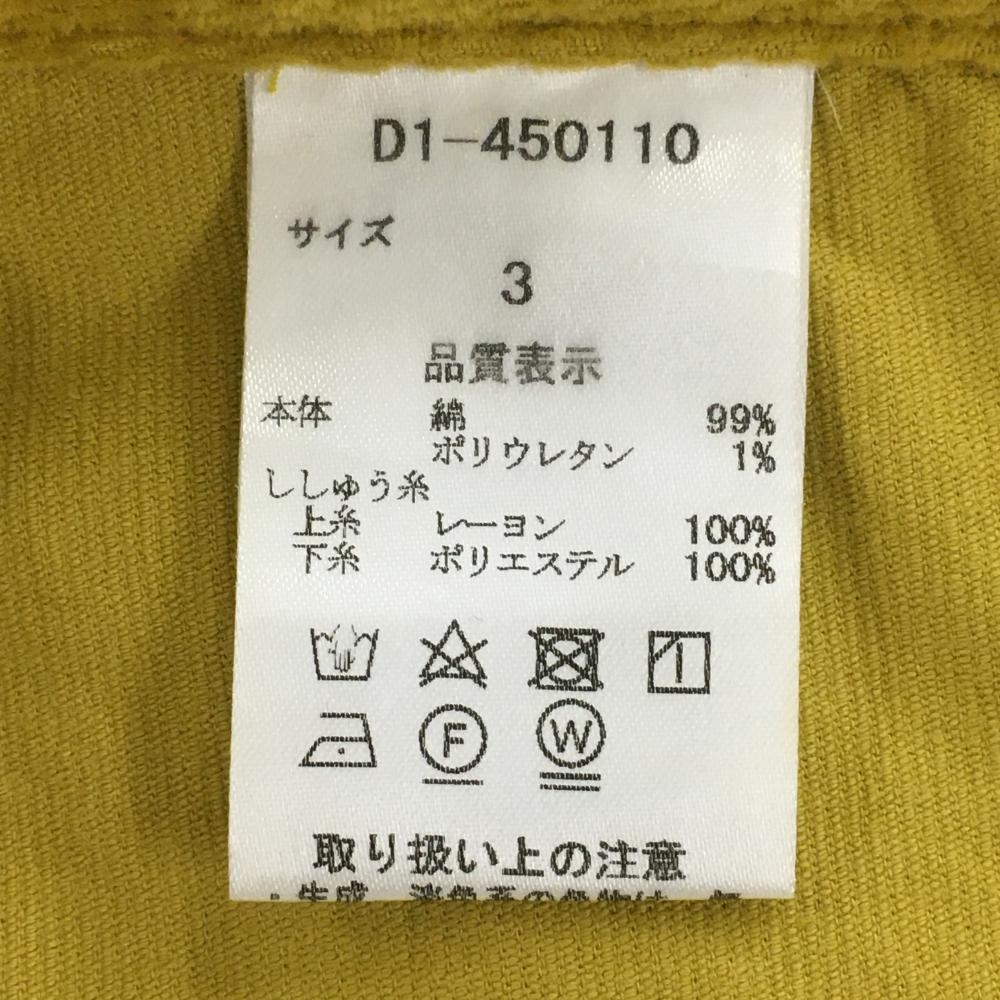 D1-450110
サイズ
3
品質表示
本体 綿 99%
ポリウレタン 1%
ししゅう糸
上糸 レーヨン 100%
下糸 ポリエステル 100%
F W
取り扱い上の注意